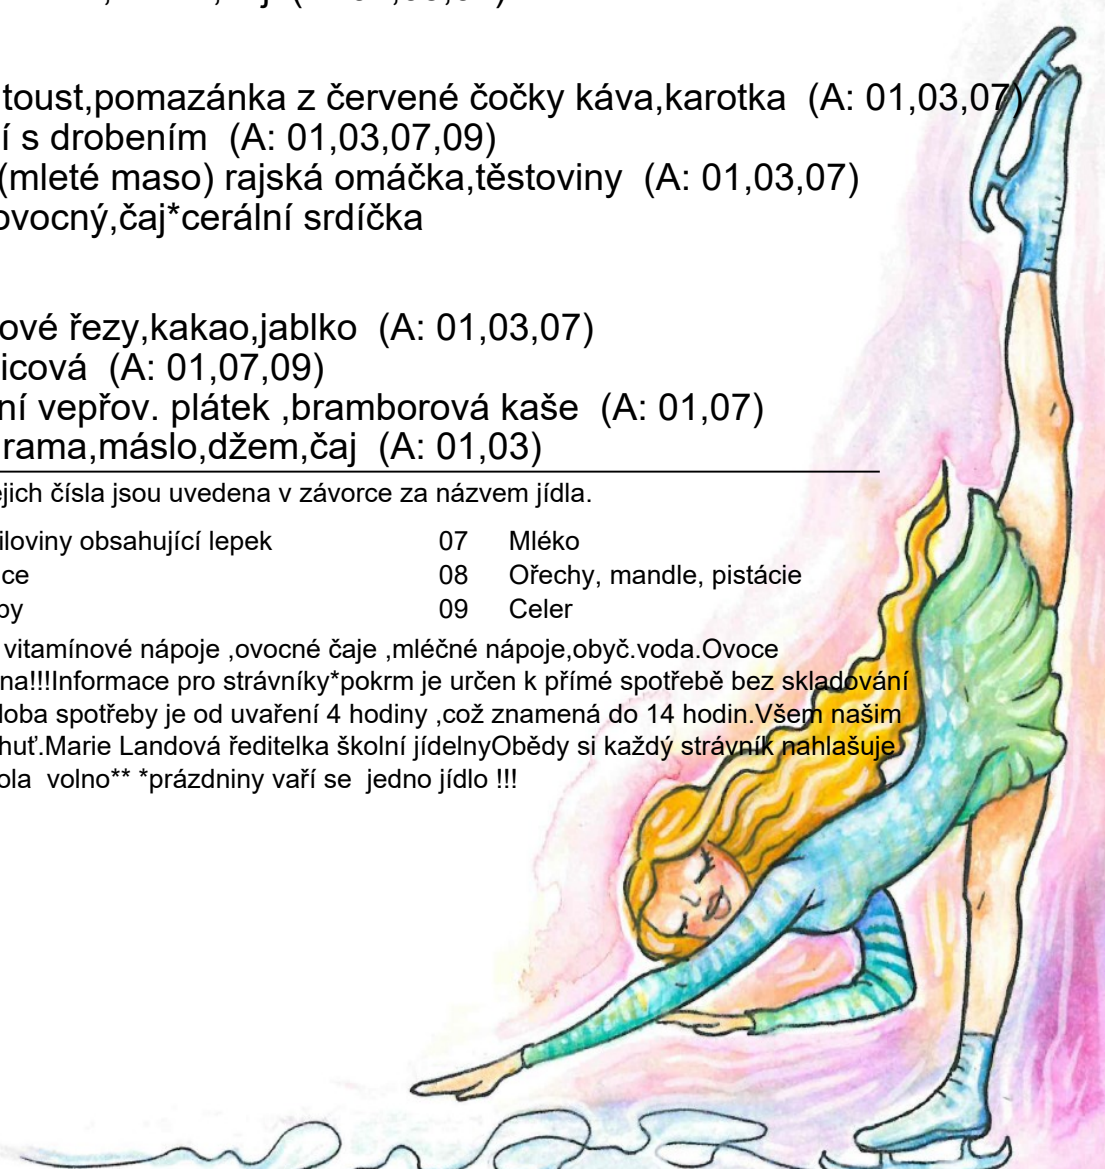 toust,pomazánka z červené čočky káva,karotka (A: 01,03,07)
í s drobením (A: 01,03,07,09)
(mleté maso) rajská omáčka,těstoviny (A: 01,03,07)
ovocný,čaj*cerální srdíčka
ové řezy,kakao,jablko (A: 01,03,07)
icová (A: 01,07,09)
ní vepřov. plátek ,bramborová kaše (A: 01,07)
rama,máslo,džem,čaj (A: 01,03)
ejich čísla jsou uvedena v závorce za názvem jídla.
iloviny obsahující lepek 07 Mléko
ce 08 Ořechy, mandle, pistácie
by 09 Celer
vitamínové nápoje ,ovocné čaje ,mléčné nápoje,obyč.voda.Ovoce
na!!!Informace pro strávníky*pokrm je určen k přímé spotřebě bez skladování
doba spotřeby je od uvaření 4 hodiny ,což znamená do 14 hodin.Všem našim
huť.Marie Landová ředitelka školní jídelnyObědy si každý strávník nahlašuje
ola volno** *prázdniny vaří se jedno jídlo !!!